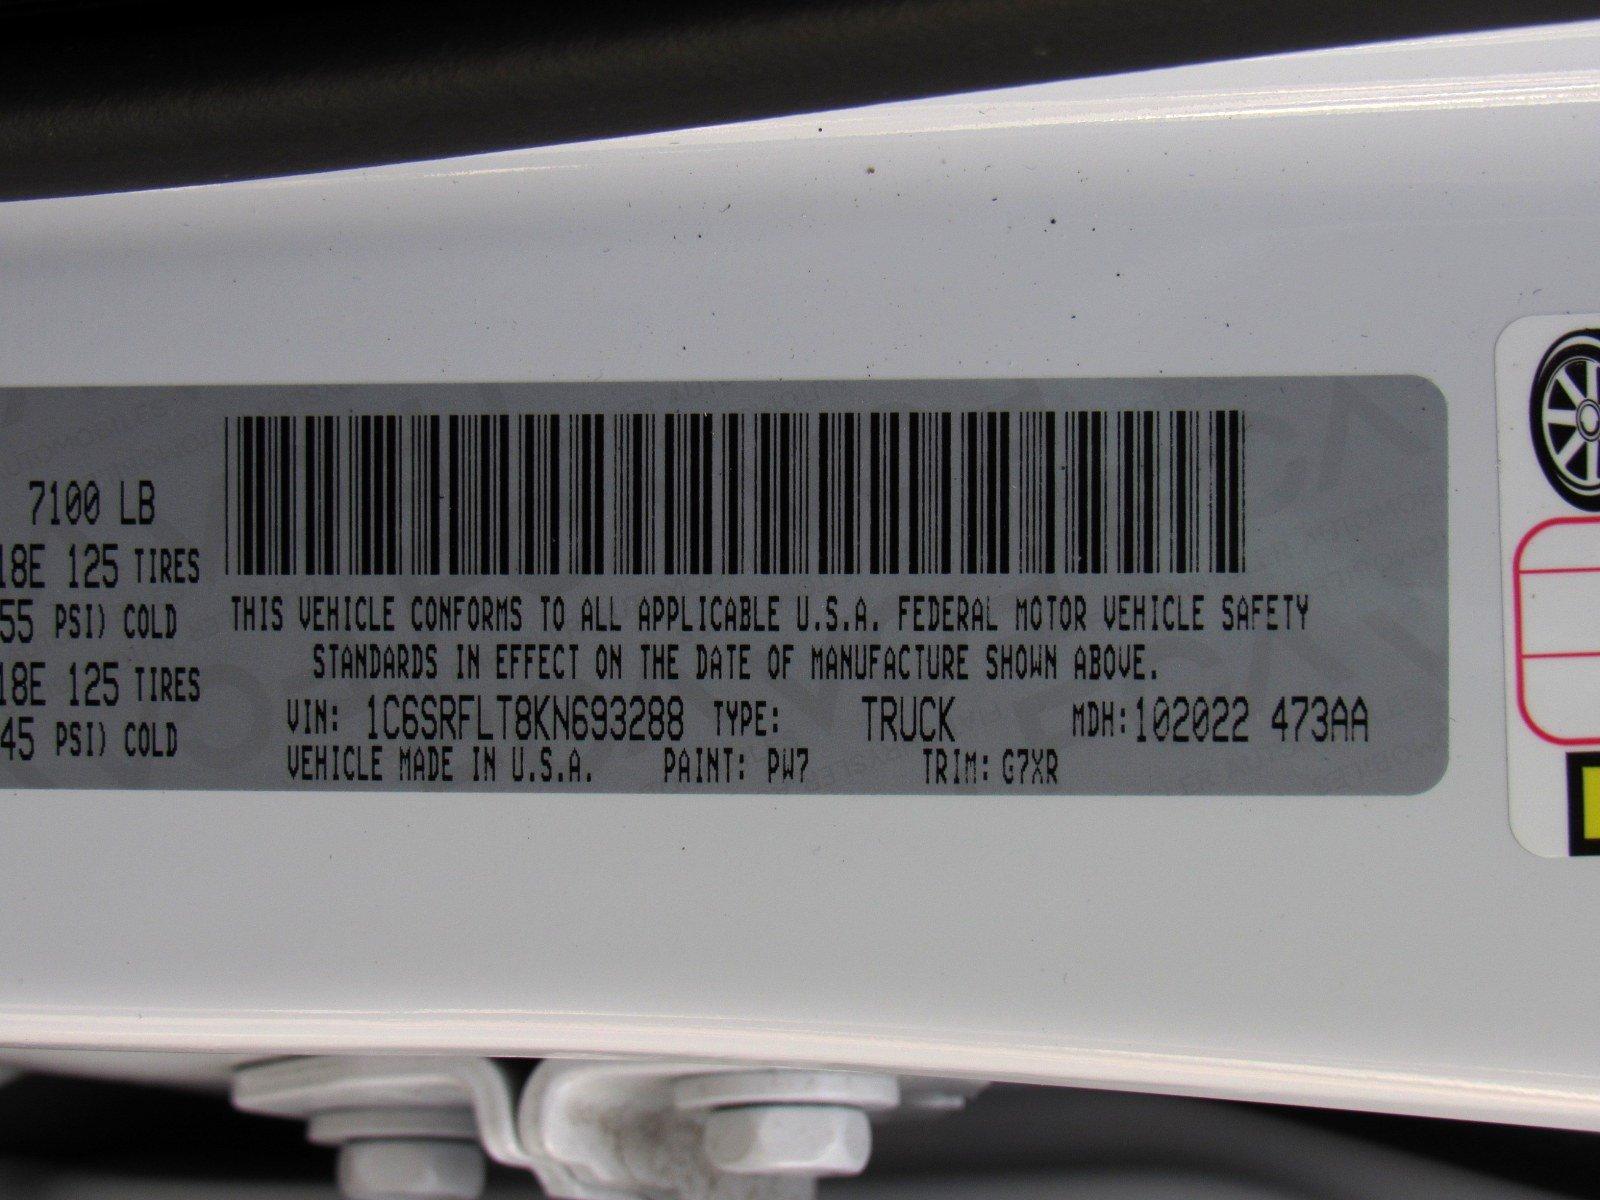 7100 LB
18E 125 TIRES
55 PSI) COLD
18E 125 TIRES
45 PSI) COLD
THIS VEHICLE CONFORMS TO ALL APPLICABLE U.S.A. FEDERAL MOTOR VEHICLE SAFETY
STANDARDS IN EFFECT ON THE DATE OF MANUFACTURE SHOWN ABOVE.
VIN: 1C6SRFLT8KN693288 TYPE: TRUCK MDH: 102022 473AA
VEHICLE MADE IN U.S.A. PAINT: PW7 TRIM: G7XR